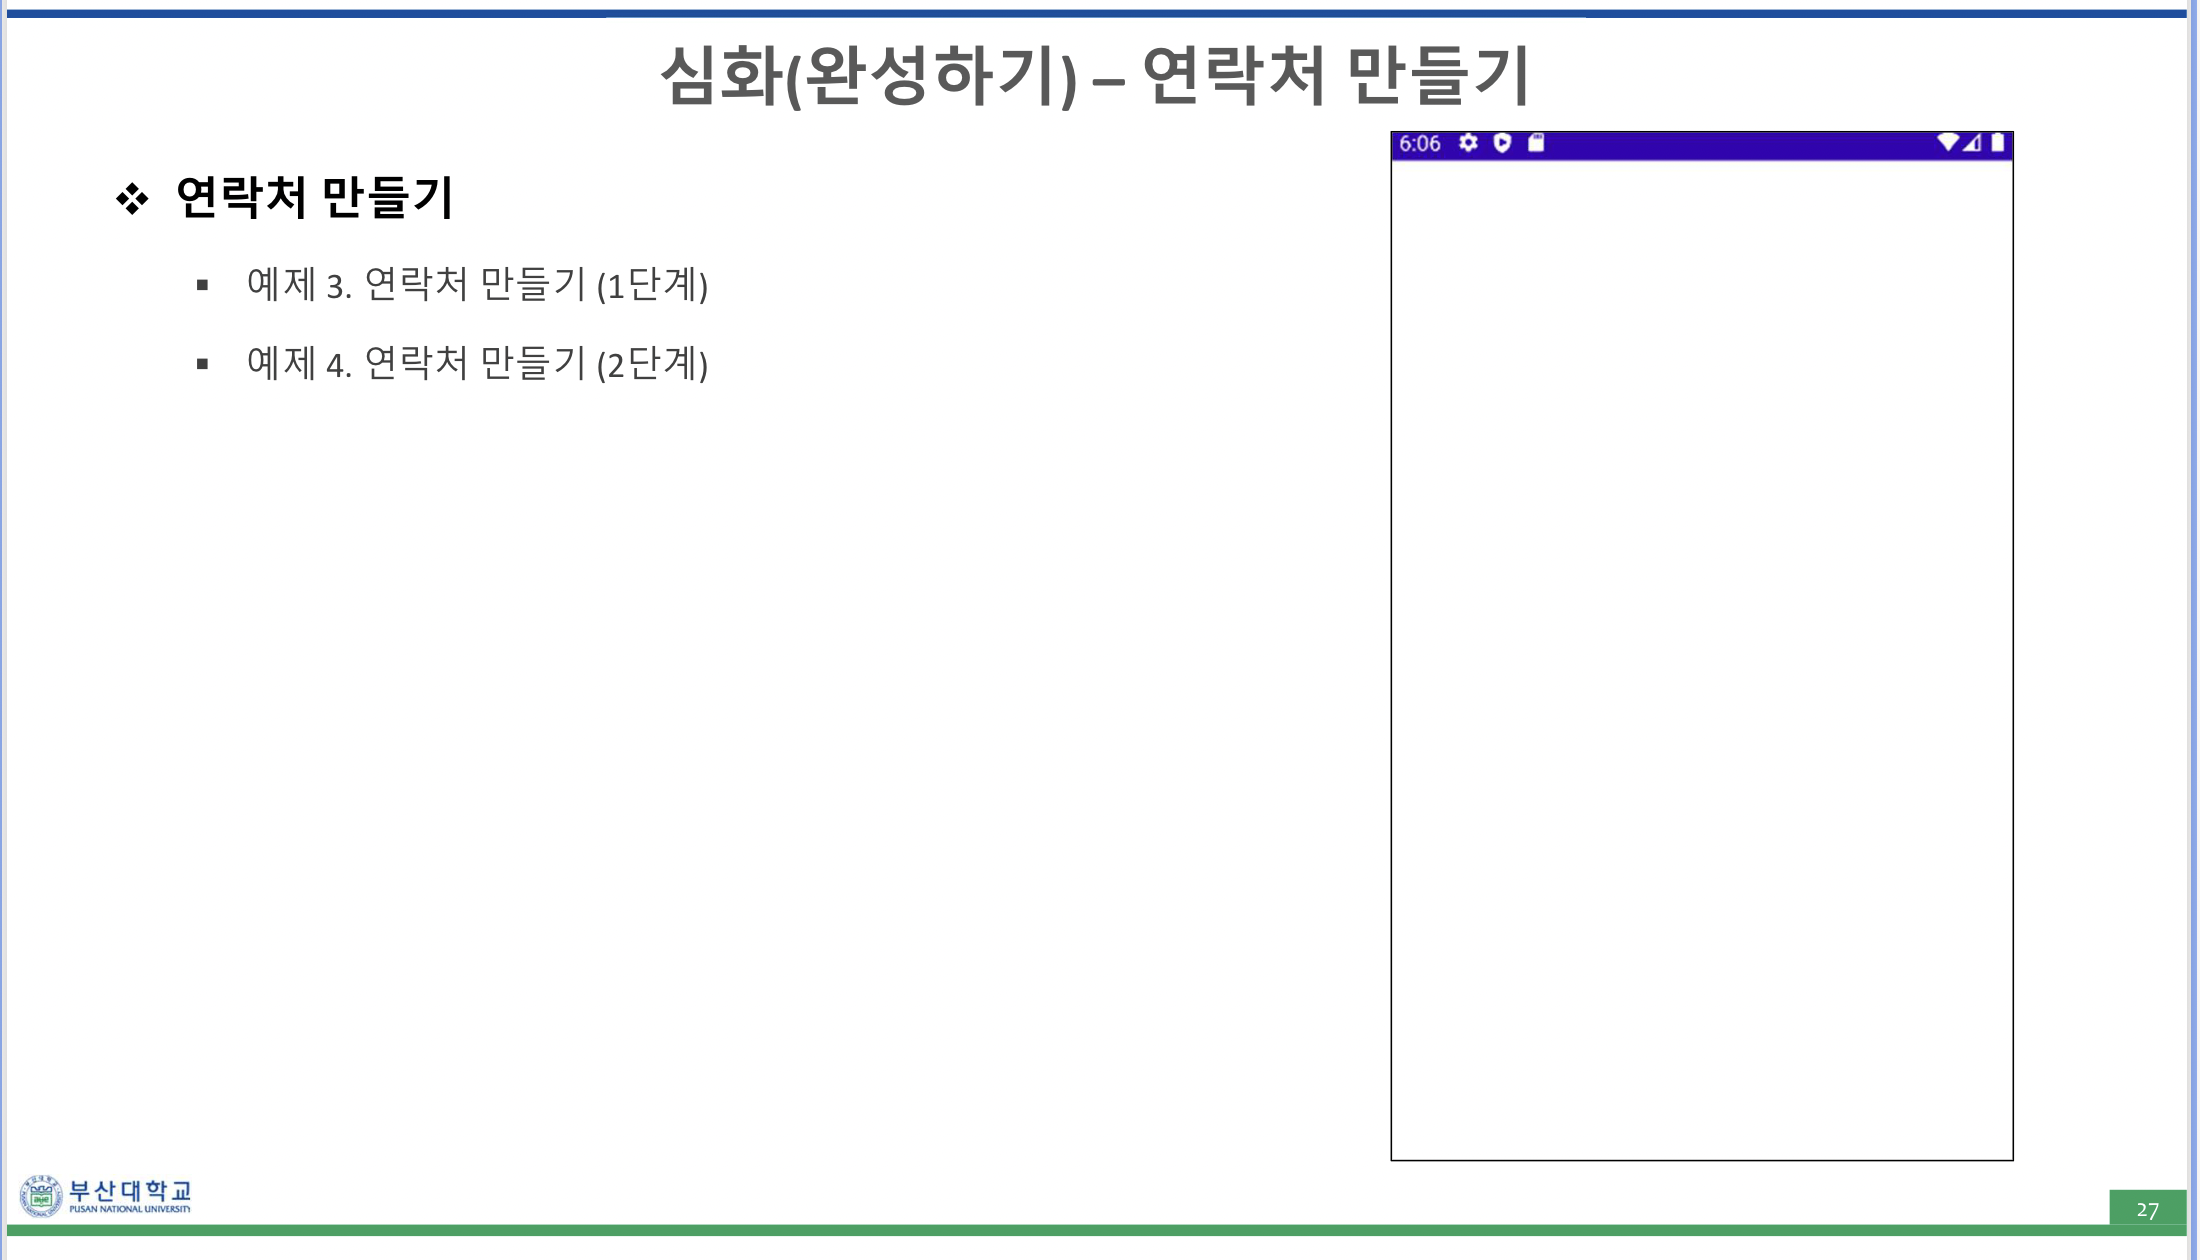 심화(완성하기) – 연락처 만들기
6:06
❖ 연락처 만들기
▪ 예제 3. 연락처 만들기 (1단계)
▪ 예제 4. 연락처 만들기 (2단계)
부산대학교
PUSAN NATIONAL UNIVERSITY
27